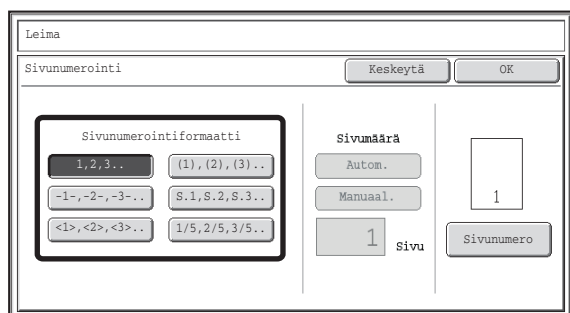 Leima
Sivunumerointi
Keskeytä
OK
Sivunumerointiformaatti
1,2,3..
(1),(2),(3)..
-1-,-2-,-3-..
S.1,S.2,S.3..
<1>,<2>,<3>..
1/5,2/5,3/5..
Sivumäärä
Autom.
Manuaal.
1 Sivu
1
Sivunumero